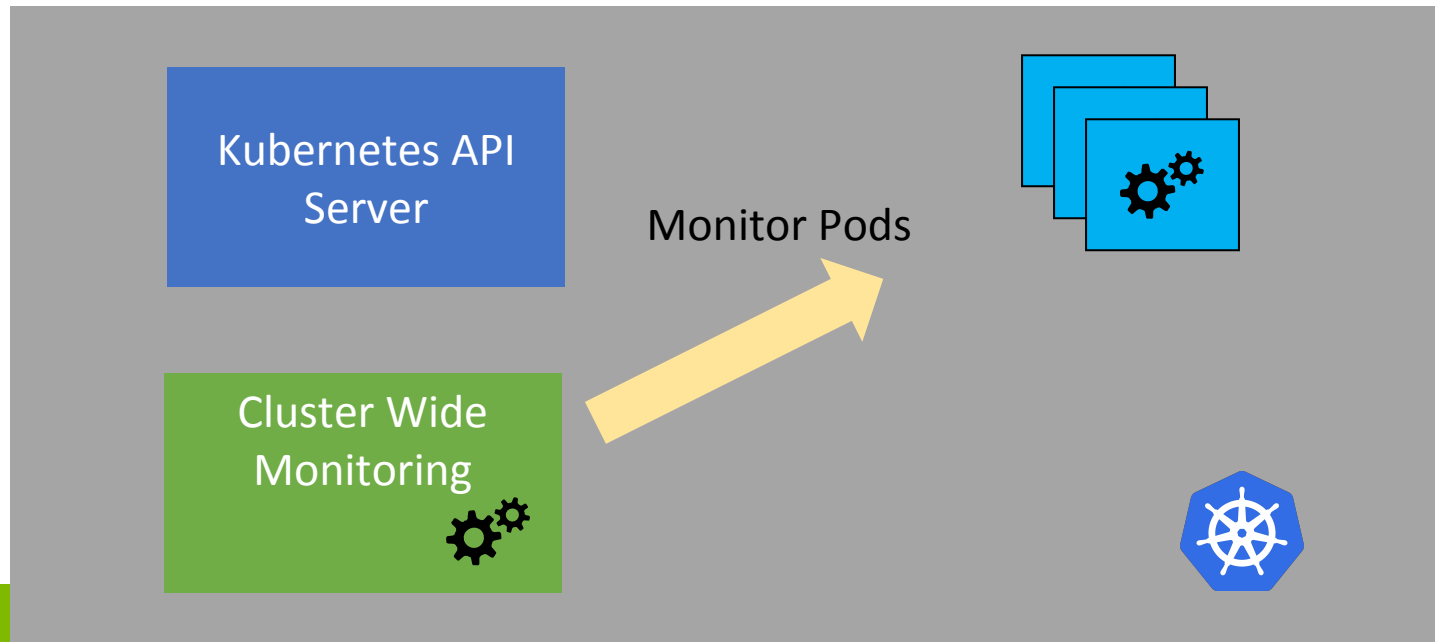 Kubernetes API
Server
Monitor Pods
Cluster Wide
Monitoring